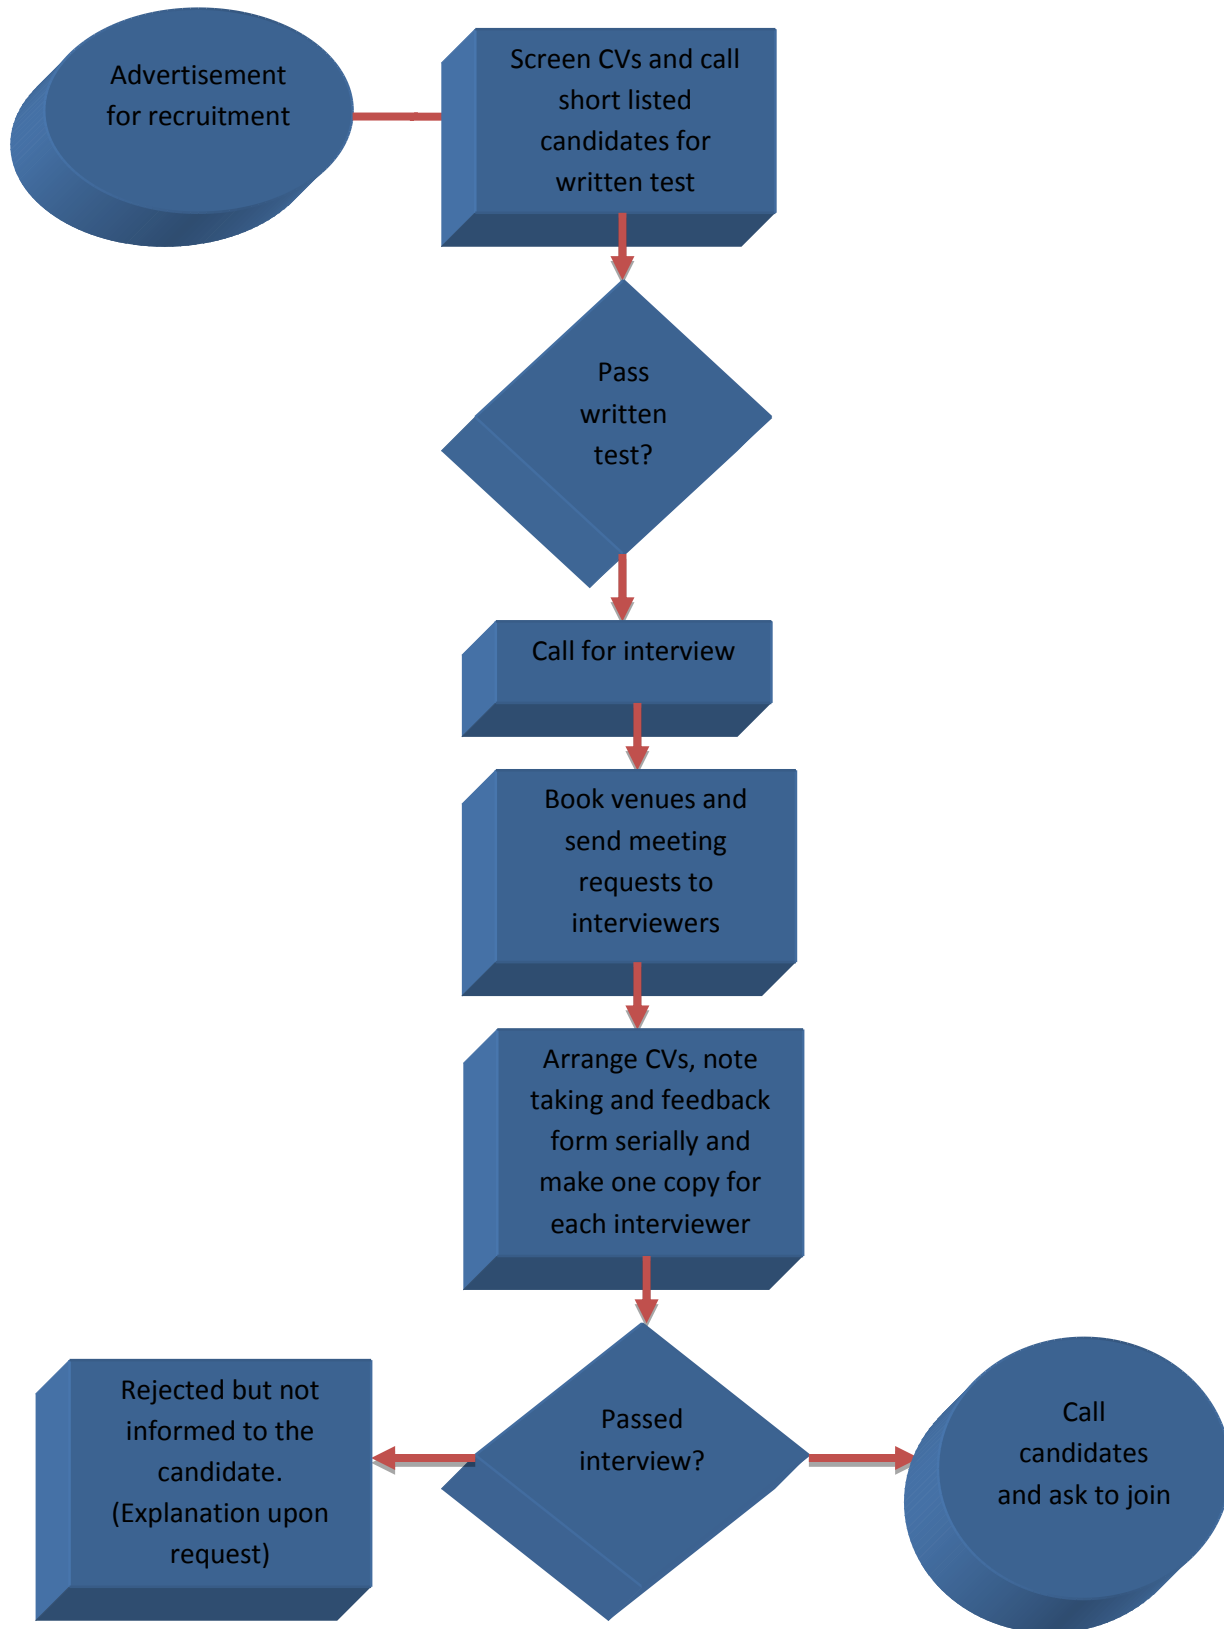 Advertisement
for recruitment
Screen CVs and call
short listed
candidates for
written test
Pass
written
test?
Call for interview
Book venues and
send meeting
requests to
interviewers
Arrange CVs, note
taking and feedback
form serially and
make one copy for
each interviewer
Rejected but not
informed to the
candidate.
(Explanation upon
request)
Passed
interview?
Call
candidates
and ask to join